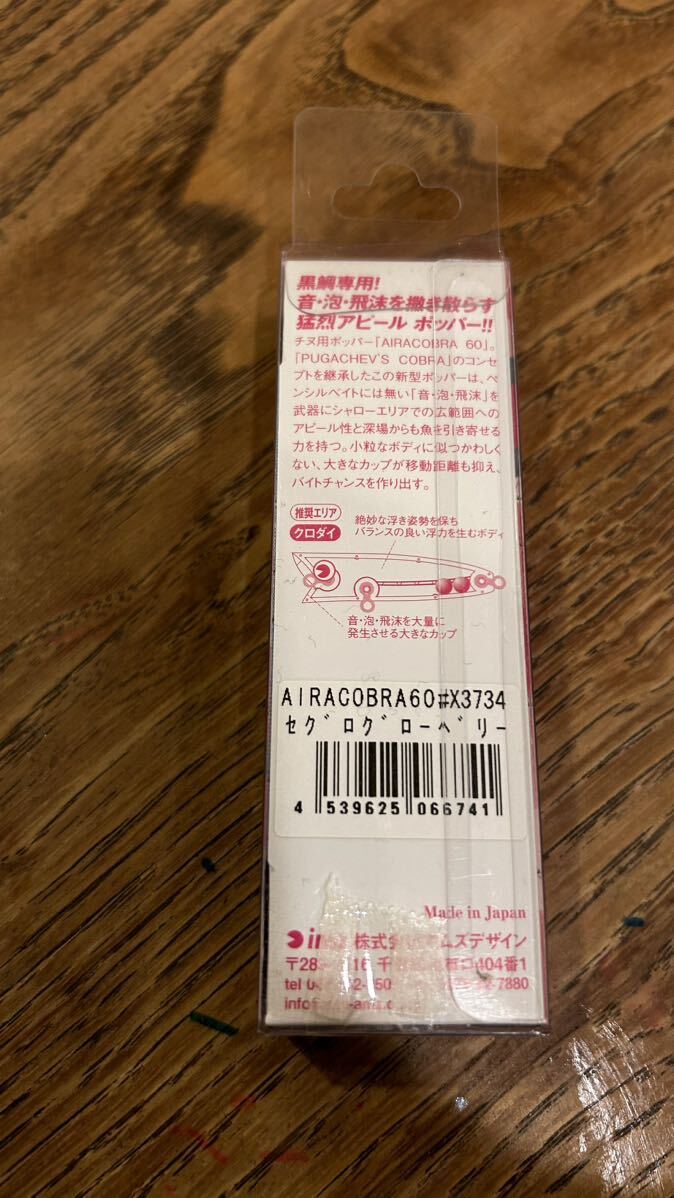 黒鯛専用!
音・泡・飛沫を撒き散らす
猛烈アピール ポッパー!!
チヌ用ポッパー「AIRACOBRA 60」。
「PUGACHEV'S COBRA」のコンセ
プトを継承したこの新型ポッパーは、ペ
ンシルベイトには無い「音・泡・飛沫」を
武器にシャローエリアでの広範囲への
アピール性と深場からも魚を引き寄せる
力を持つ。小粒なボディに似つかわしく
ない、大きなカップが移動距離も抑え、
バイトチャンスを作り出す。
推奨エリア
クロダイ
絶妙な浮き姿勢を保ち
バランスの良い浮力を生むボディ
音・泡・飛沫を大量に
発生させる大きなカップ
AIRACOBRA60#X3734
セグログローベリー
4 539625 066741
Made in Japan
株式 ムズデザイン
404番1
tel
7880